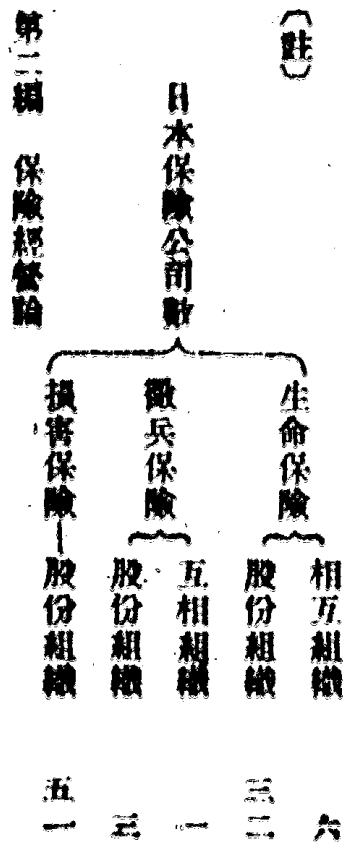 （註）
日本保險公司數
生命保險
相互組織 六
股份組織 三二
徵兵保險
互相組織 一
股份組織 三
損害保險
股份組織 五一
第二編 保險經營論